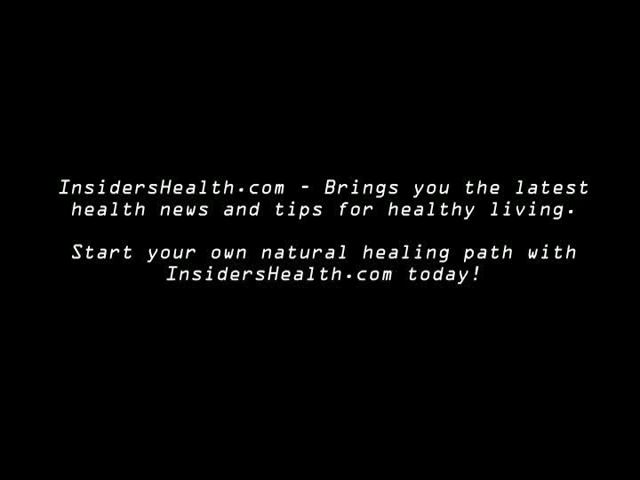 InsidersHealth.com - Brings you the latest
health news and tips for healthy living.
Start your own natural healing path with
InsidersHealth.com today!